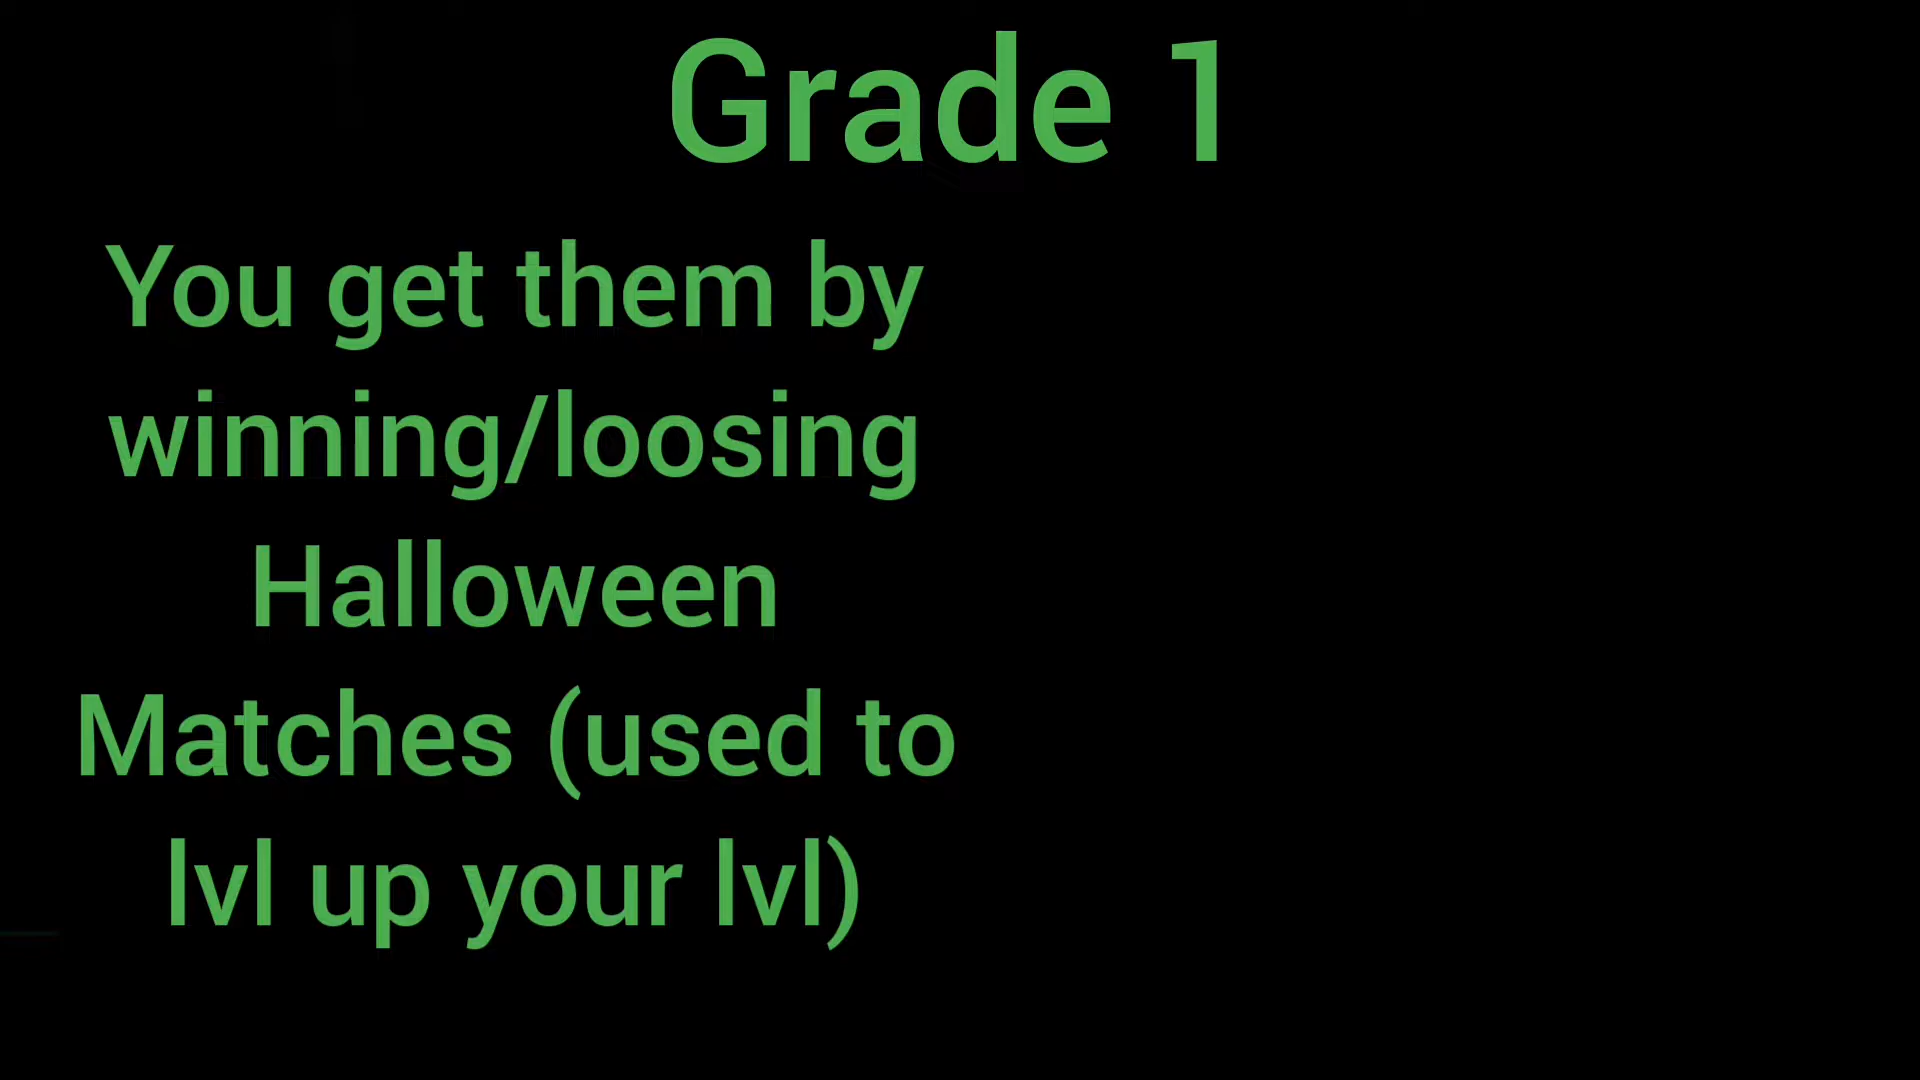 Grade 1
You get them by
winning/loosing
Halloween
Matches (used to
lvl up your lvl)